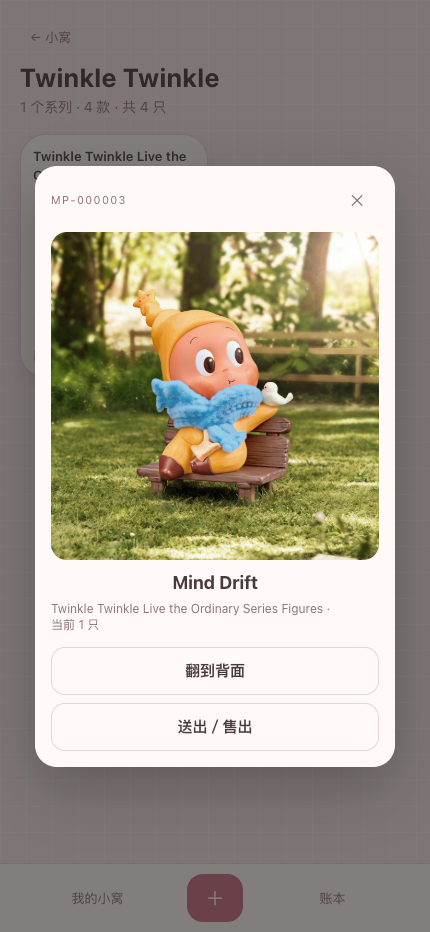 ← 小窝
Twinkle Twinkle
1 个系列 · 4 款 · 共 4 只
Twinkle Twinkle Live the
MP-000003
Mind Drift
Twinkle Twinkle Live the Ordinary Series Figures ·
当前 1 只
翻到背面
送出 / 售出
我的小窝
+
账本